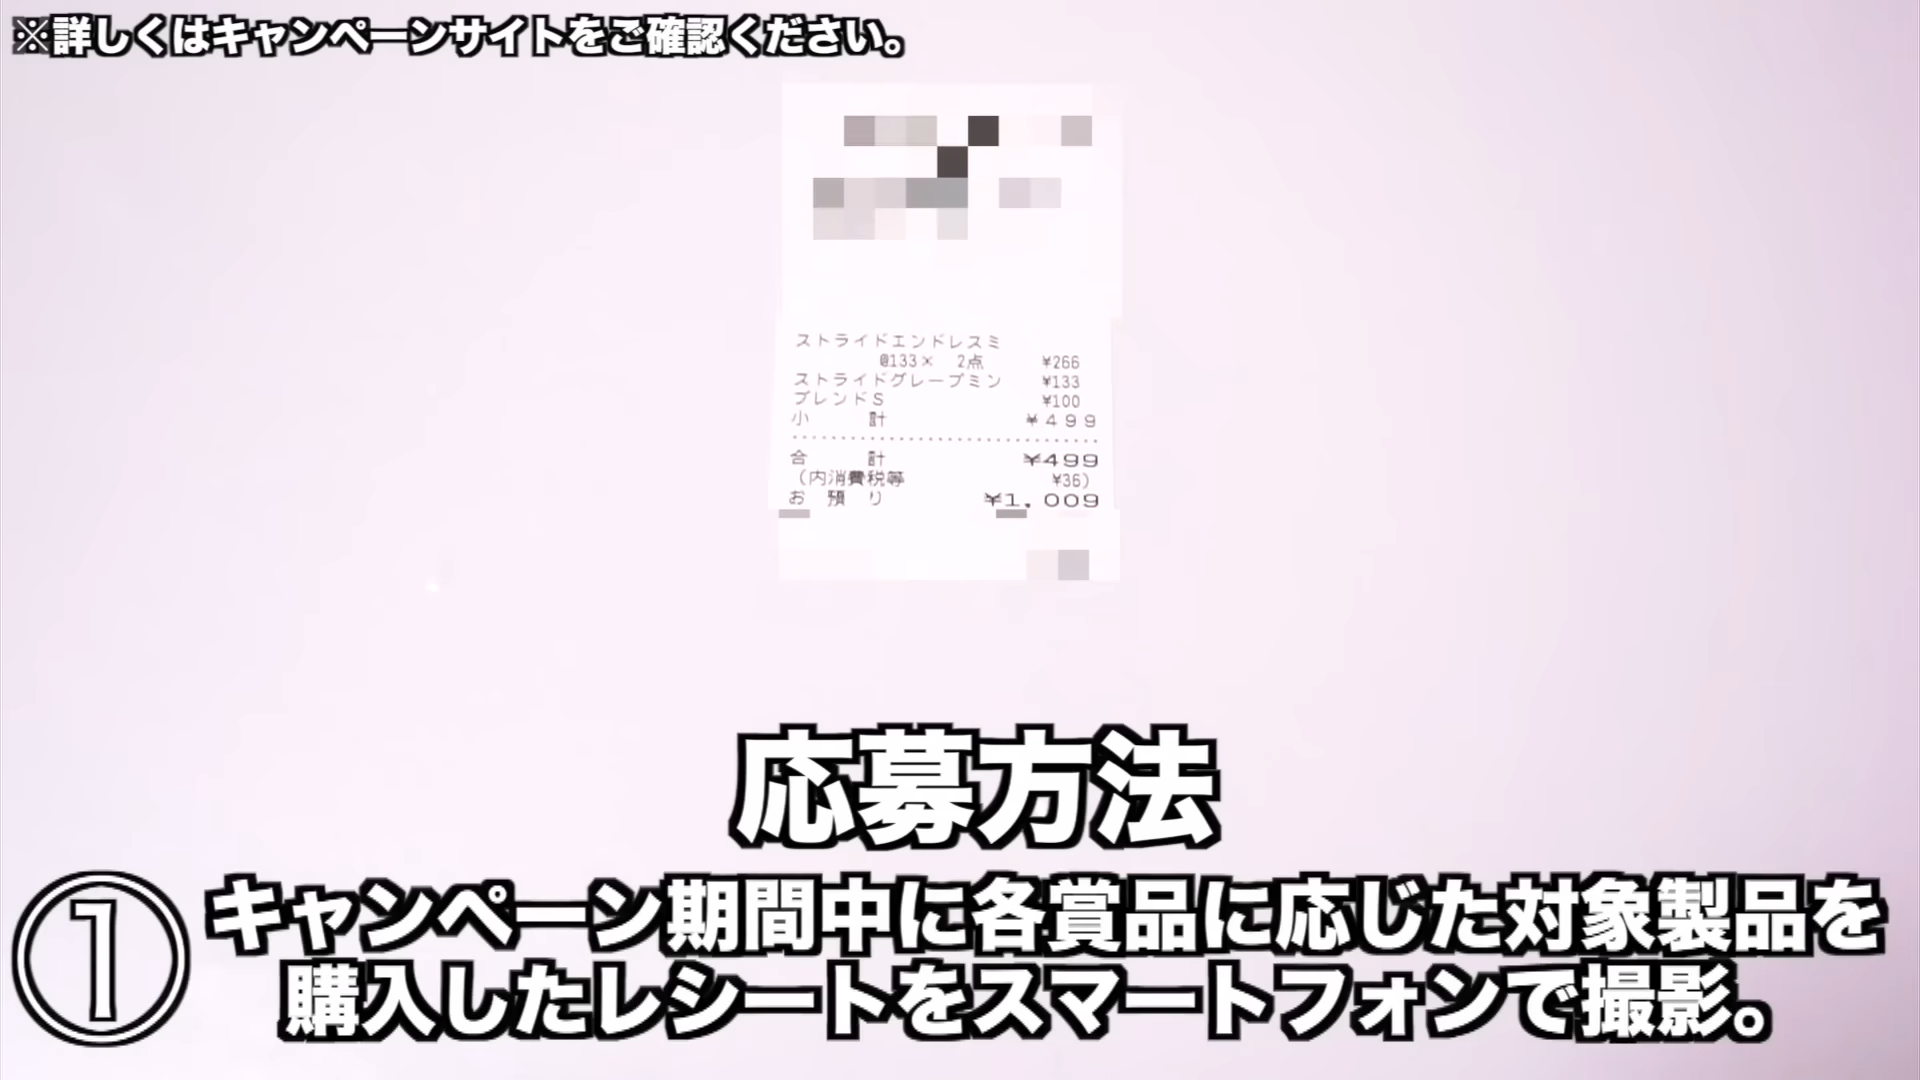 ※詳しくはキャンペーンサイトをご確認ください。
ストライドエンドレスミ
@133× 2点 ¥266
ストライドグレープミン ¥133
ブレンドS ¥100
小計 ¥499
合計 ¥499
(内消費税等 ¥36)
お預り ¥1,009
応募方法
① キャンペーン期間中に各賞品に応じた対象製品を
購入したレシートをスマートフォンで撮影。